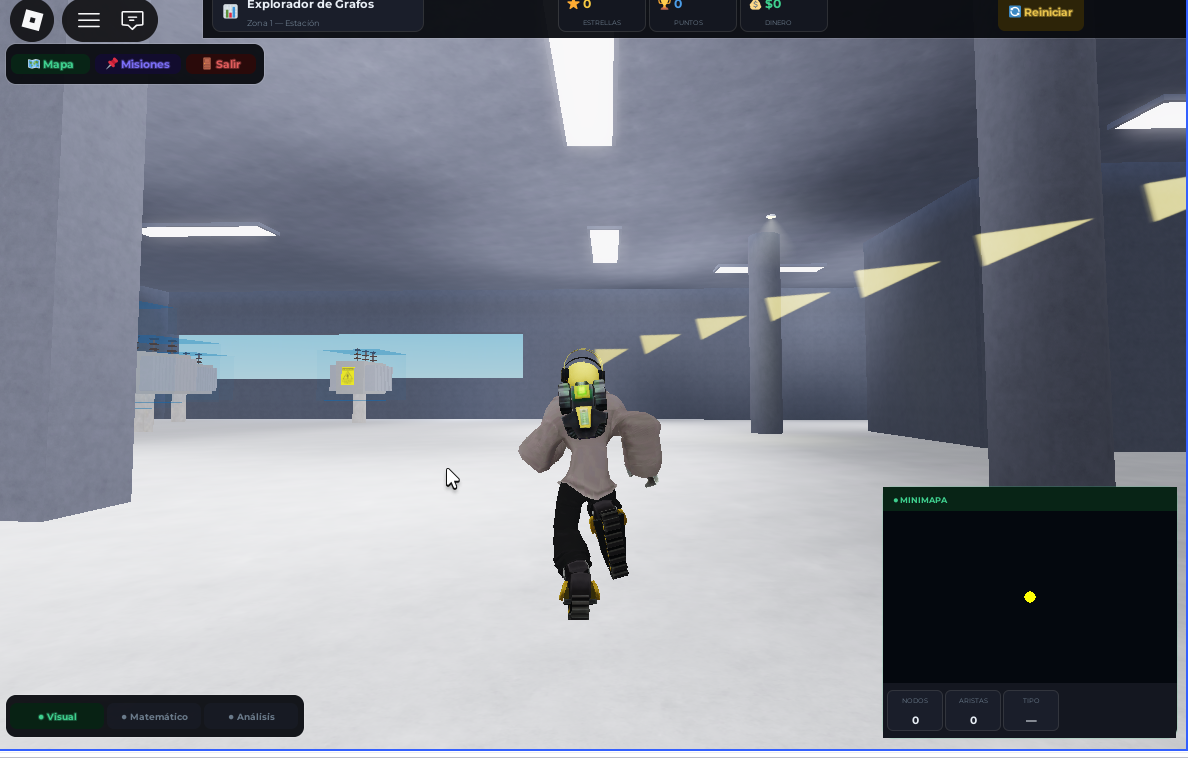 Explorador de Grafos
Zona 1 — Estación
0
ESTRELLAS
0
PUNTOS
$0
DINERO
Reiniciar
Mapa
Misiones
Salir
MINIMAPA
NODOS
0
ARISTAS
0
TIPO
—
Visual
Matemático
Análisis